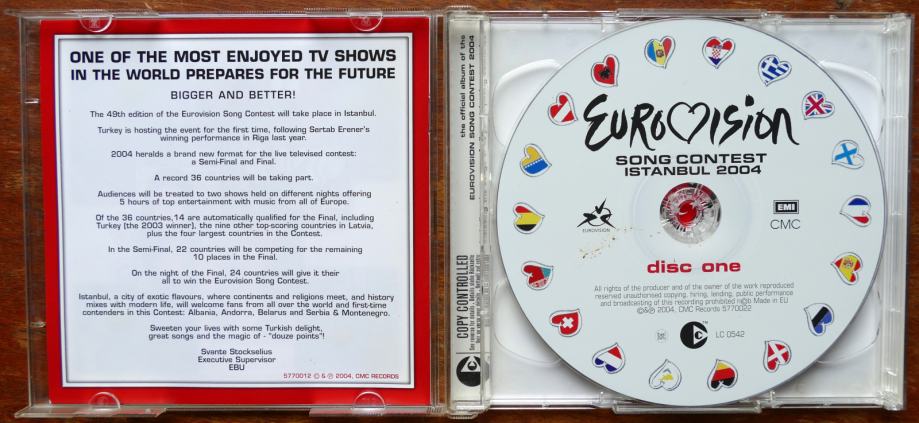 ONE OF THE MOST ENJOYED TV SHOWS
IN THE WORLD PREPARES FOR THE FUTURE
BIGGER AND BETTER!
The 49th edition of the Eurovision Song Contest will take place in Istanbul.
Turkey is hosting the event for the first time, following Sertab Erener's
winning performance in Riga last year.
2004 heralds a brand new format for the live televised contest:
a Semi-Final and Final.
A record 36 countries will be taking part.
Audiences will be treated to two shows held on different nights offering
5 hours of top entertainment with music from all of Europe.
Of the 36 countries,14 are automatically qualified for the Final, including
Turkey [the 2003 winner], the nine other top-scoring countries in Latvia,
plus the four largest countries in the Contest.
In the Semi-Final, 22 countries will be competing for the remaining
10 places in the Final.
On the night of the Final, 24 countries will give it their
all to win the Eurovision Song Contest.
Istanbul, a city of exotic flavours, where continents and religions meet, and history
mixes with modern life, will welcome fans from all over the world and first-time
contenders in this Contest: Albania, Andorra, Belarus and Serbia & Montenegro.
Sweeten your lives with some Turkish delight,
great songs and the magic of - "douze points"!
Svante Stockselius
Executive Supervisor
EBU
5770012 © & ℗ 2004, CMC RECORDS
the official album of the
EUROVISION SONG CONTEST 2004
COPY CONTROLLED
EUROVISION
SONG CONTEST
ISTANBUL 2004
EUROVISION
EMI
CMC
disc one
All rights of the producer and of the owner of the work reproduced
reserved unauthorised copying, hiring, lending, public performance
and broadcasting of this recording prohibited Made in EU
©&℗ 2004, CMC Records 5770022
LC 0542